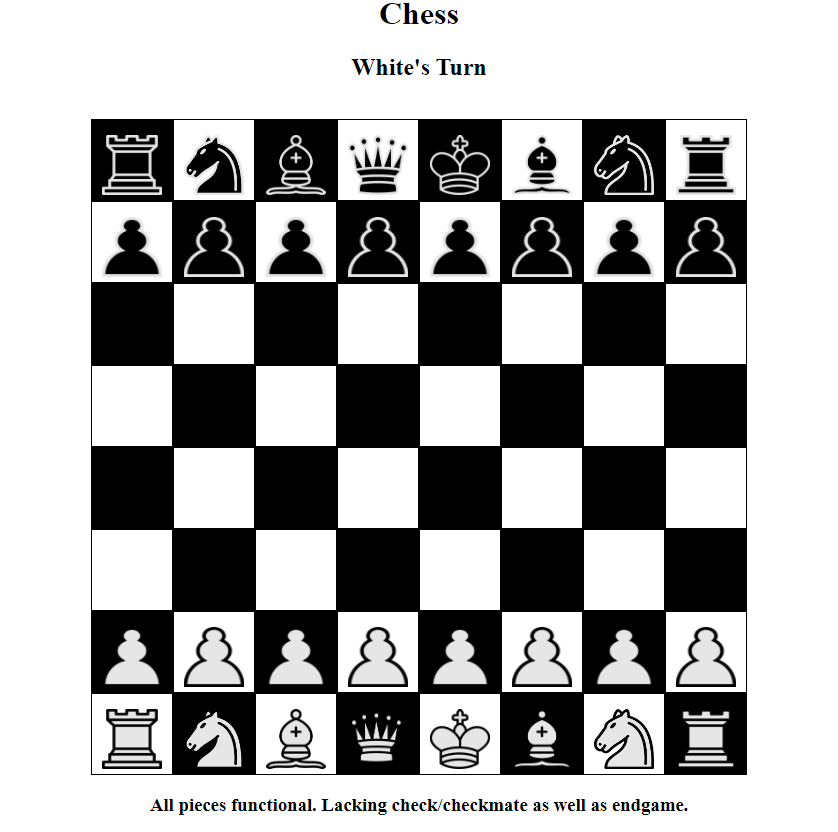 Chess
White's Turn
All pieces functional. Lacking check/checkmate as well as endgame.